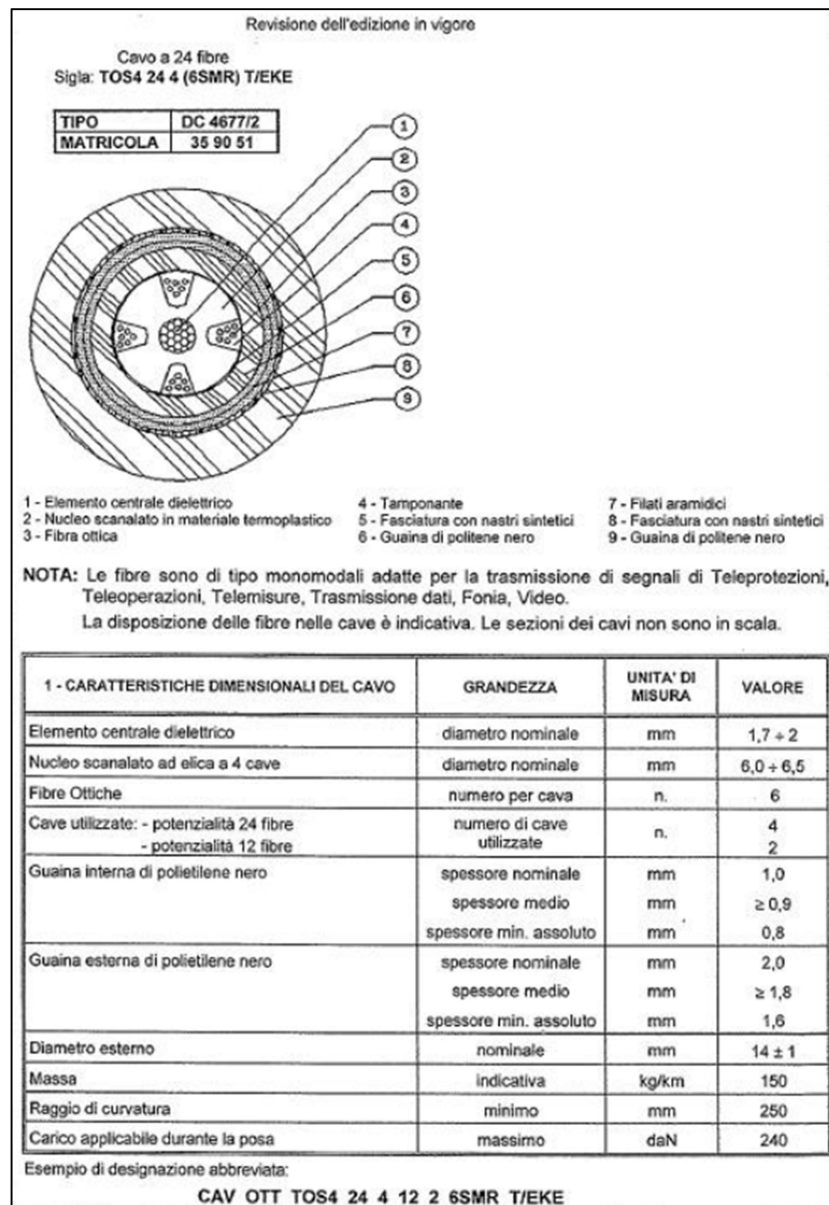 Revisione dell'edizione in vigore
Cavo a 24 fibre
Sigla: TOS4 24 4 (6SMR) T/EKE
TIPO DC 4677/2
MATRICOLA 35 90 51
1
2
3
4
5
6
7
8
9
1 - Elemento centrale dielettrico
2 - Nucleo scanalato in materiale termoplastico
3 - Fibra ottica
4 - Tamponante
5 - Fasciatura con nastri sintetici
6 - Guaina di politene nero
7 - Filati aramidici
8 - Fasciatura con nastri sintetici
9 - Guaina di politene nero
NOTA: Le fibre sono di tipo monomodali adatte per la trasmissione di segnali di Teleprotezioni,
Teleoperazioni, Telemisure, Trasmissione dati, Fonia, Video.
La disposizione delle fibre nelle cave è indicativa. Le sezioni dei cavi non sono in scala.
1 - CARATTERISTICHE DIMENSIONALI DEL CAVO GRANDEZZA UNITA' DI MISURA VALORE
Elemento centrale dielettrico diametro nominale mm 1,7 ÷ 2
Nucleo scanalato ad elica a 4 cave diametro nominale mm 6,0 ÷ 6,5
Fibre Ottiche numero per cava n. 6
Cave utilizzate: - potenzialità 24 fibre numero di cave utilizzate n. 4
- potenzialità 12 fibre 2
Guaina interna di polietilene nero spessore nominale mm 1,0
spessore medio mm ≥ 0,9
spessore min. assoluto mm 0,8
Guaina esterna di polietilene nero spessore nominale mm 2,0
spessore medio mm ≥ 1,8
spessore min. assoluto mm 1,6
Diametro esterno nominale mm 14 ± 1
Massa indicativa kg/km 150
Raggio di curvatura minimo mm 250
Carico applicabile durante la posa massimo daN 240
Esempio di designazione abbreviata:
CAV OTT TOS4 24 4 12 2 6SMR T/EKE